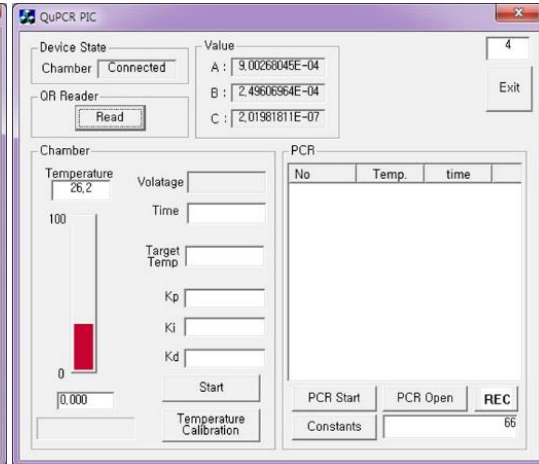 QuPCR PIC
Device State
Chamber Connected
QR Reader
Read
Value
A : 9,00268045E-04
B : 2,49606964E-04
C : 2,01981811E-07
4
Exit
Chamber
Temperature
26,2
100
0
0,000
Volatage
Time
Target
Temp
Kp
Ki
Kd
Start
Temperature
Calibration
PCR
No Temp. time
PCR Start PCR Open REC
Constants 66